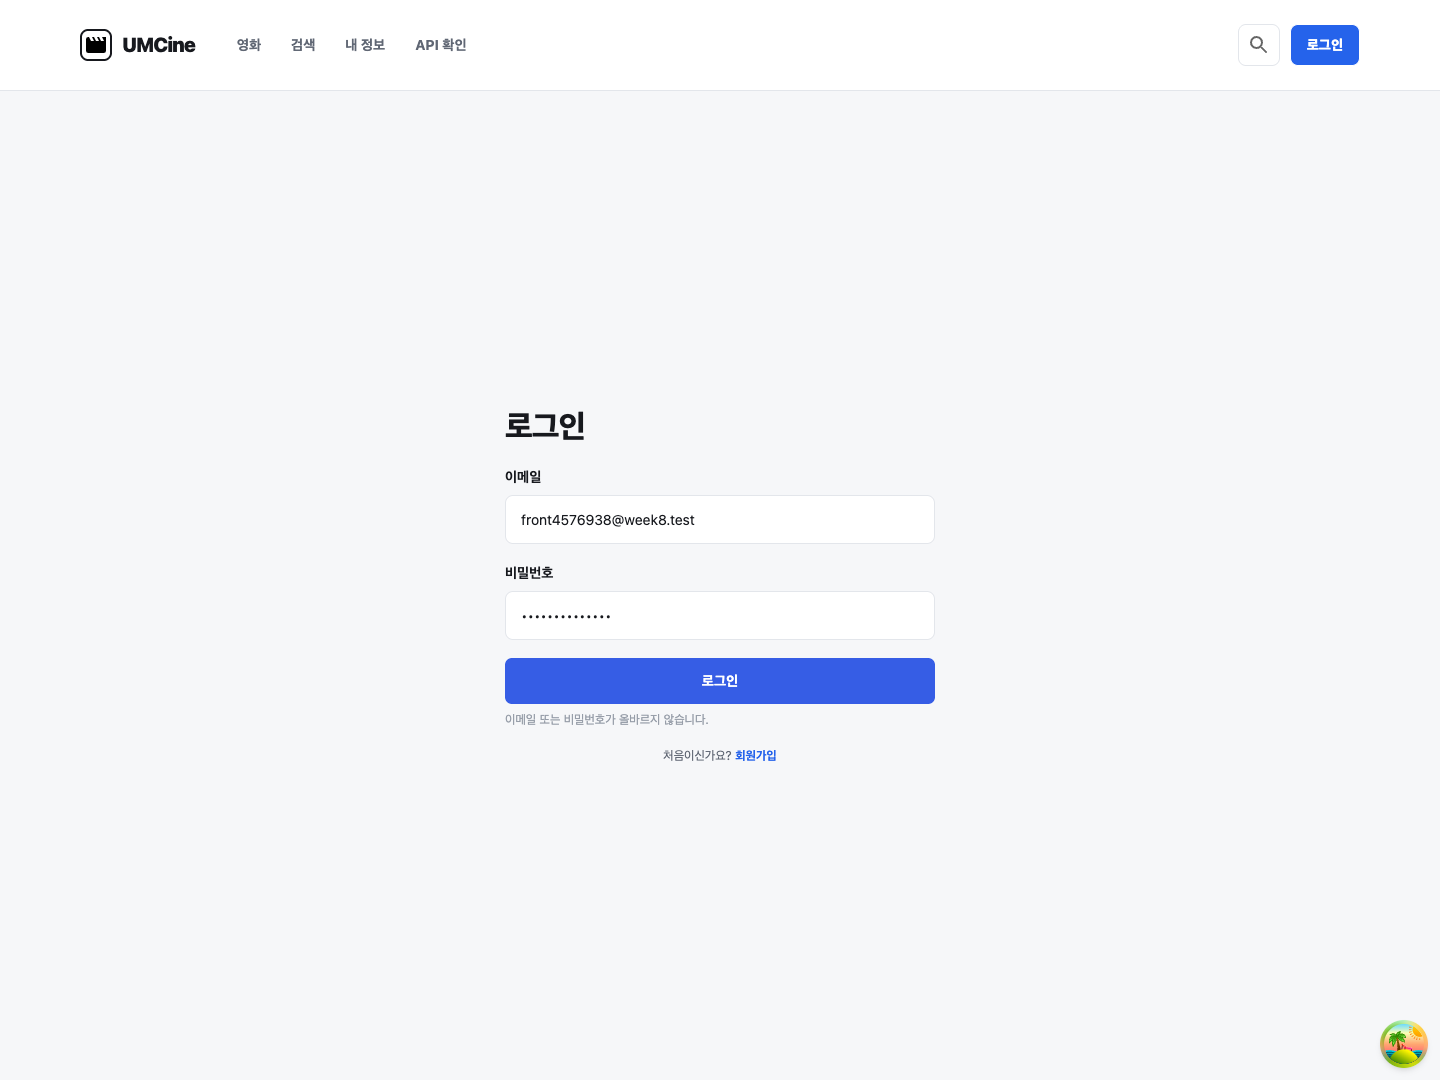 UMCine
영화 검색 내 정보 API 확인
로그인
로그인
이메일
front4576938@week8.test
비밀번호
••••••••••••••
로그인
이메일 또는 비밀번호가 올바르지 않습니다.
처음이신가요? 회원가입